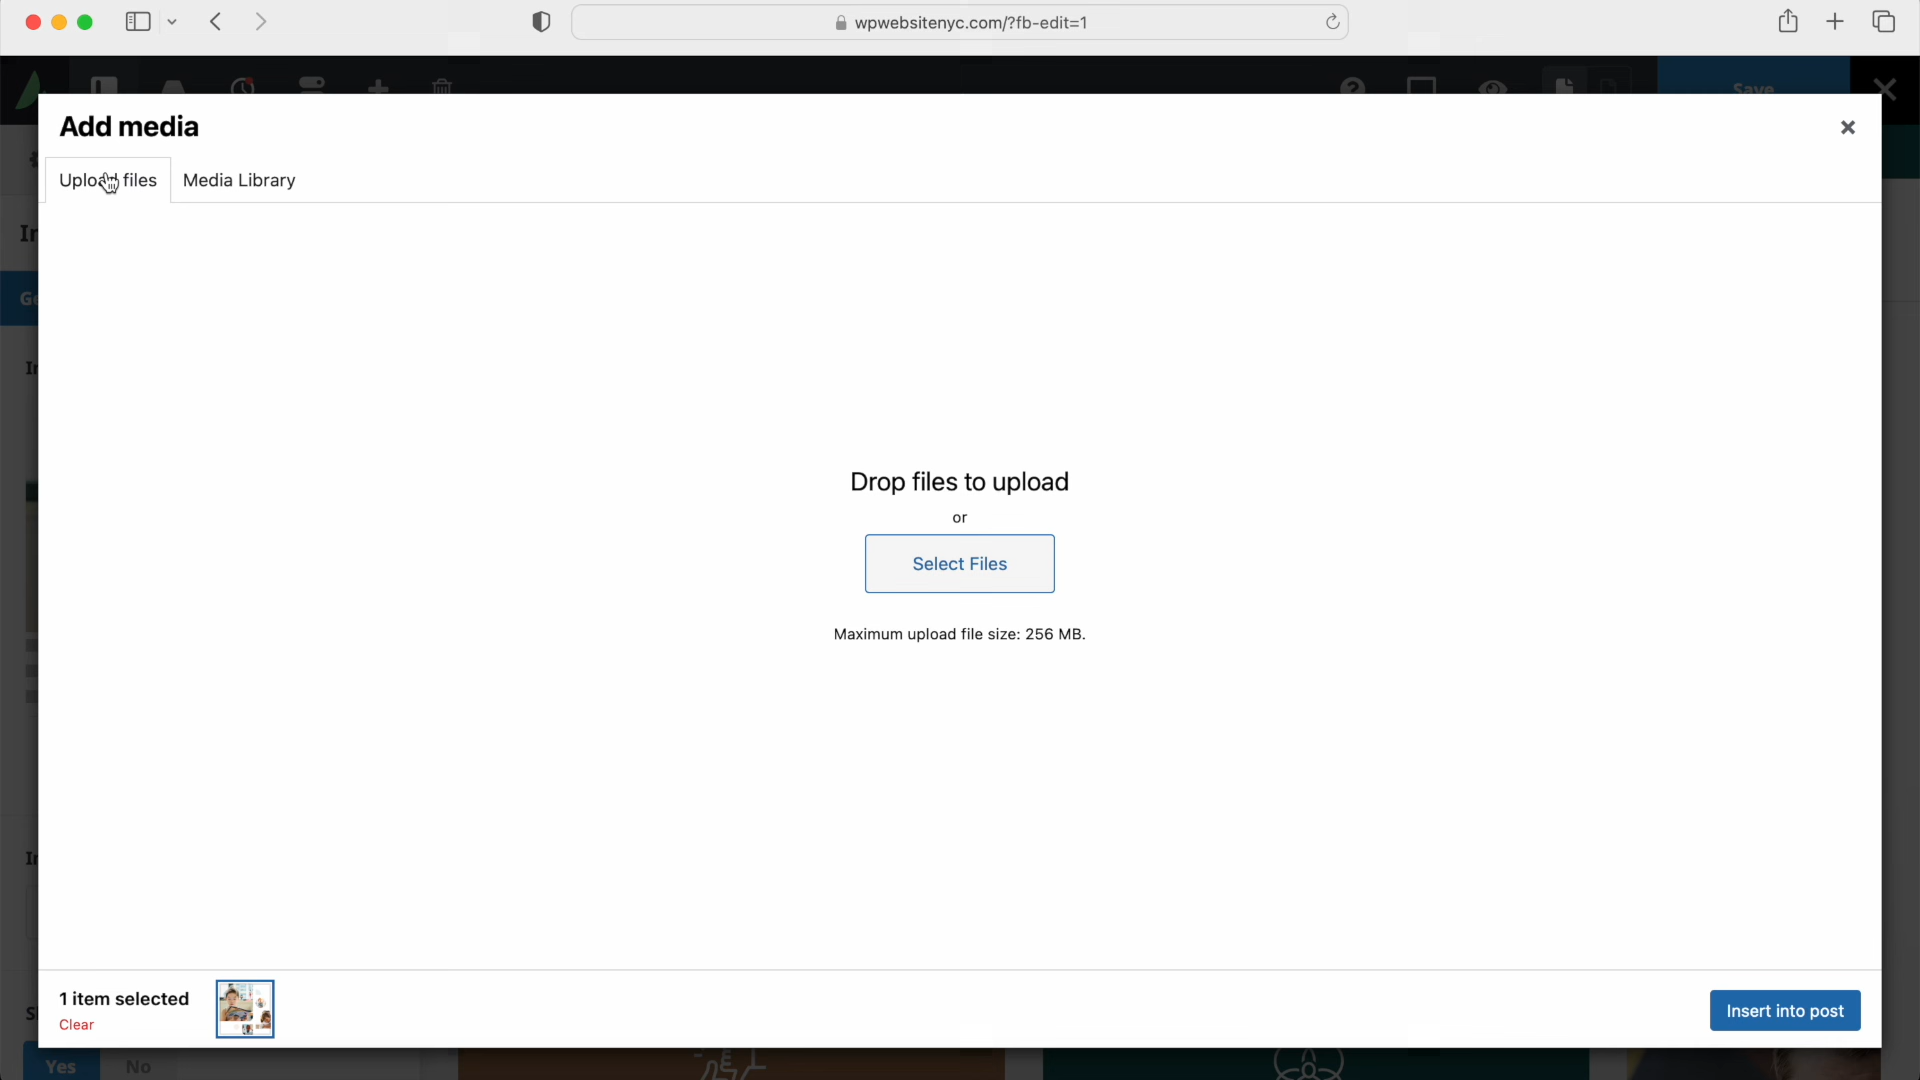 wpwebsitenyc.com/?fb-edit=1
Save
Add media
Upload files Media Library
Drop files to upload
or
Select Files
Maximum upload file size: 256 MB.
1 item selected
Clear
Insert into post
Yes No